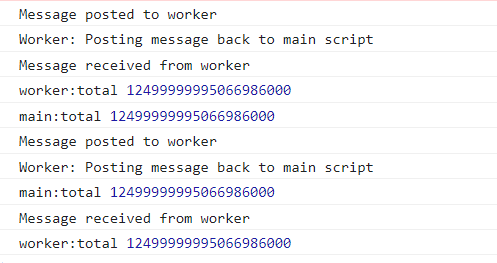 Message posted to worker
Worker: Posting message back to main script
Message received from worker
worker:total 12499999995066986000
main:total 12499999995066986000
Message posted to worker
Worker: Posting message back to main script
main:total 12499999995066986000
Message received from worker
worker:total 12499999995066986000